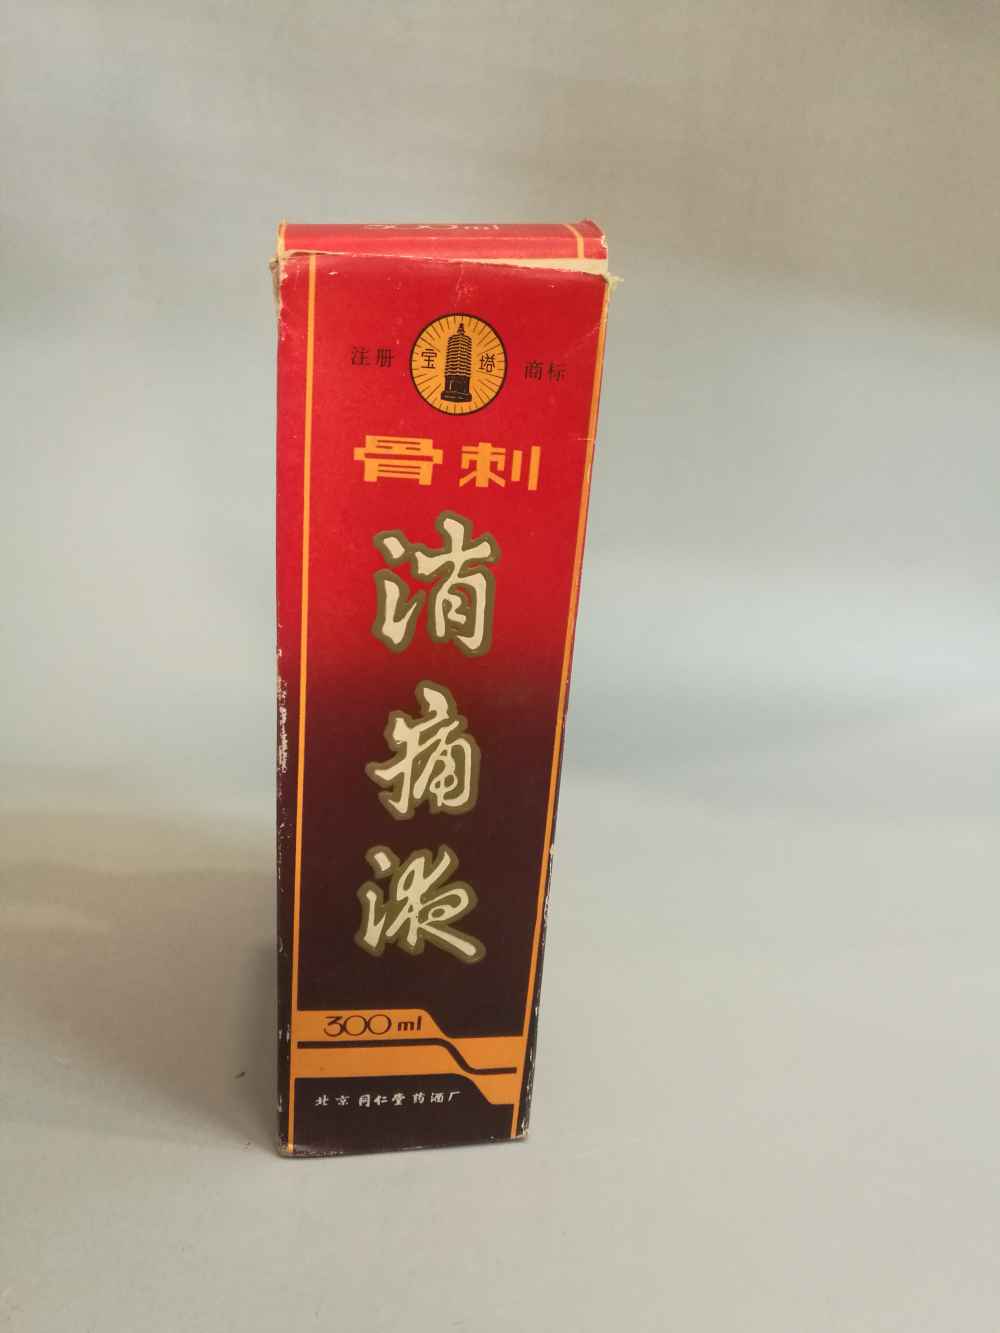 300ml
注册 宝塔 商标
骨刺
消
痛
液
300ml
北京同仁堂药酒厂